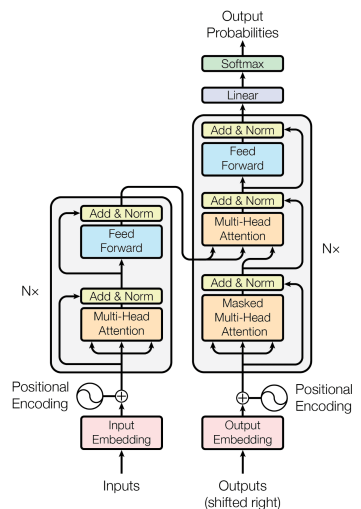 Output
Probabilities
Softmax
Linear
Add & Norm
Feed
Forward
Add & Norm
Multi-Head
Attention
Add & Norm
Masked
Multi-Head
Attention
N×
Positional
Encoding
Output
Embedding
Outputs
(shifted right)
Add & Norm
Feed
Forward
Add & Norm
Multi-Head
Attention
N×
Positional
Encoding
Input
Embedding
Inputs